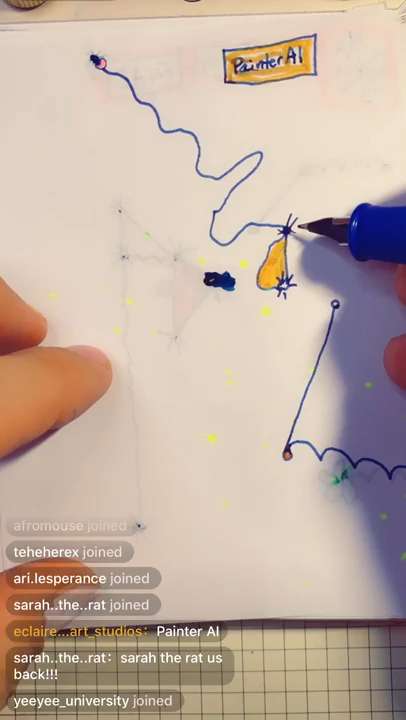 Painter AI
afromouse joined
teheherex joined
ari.lesperance joined
sarah..the..rat joined
eclaire...art_studios: Painter AI
sarah..the..rat: sarah the rat us
back!!!
yeeyee_university joined